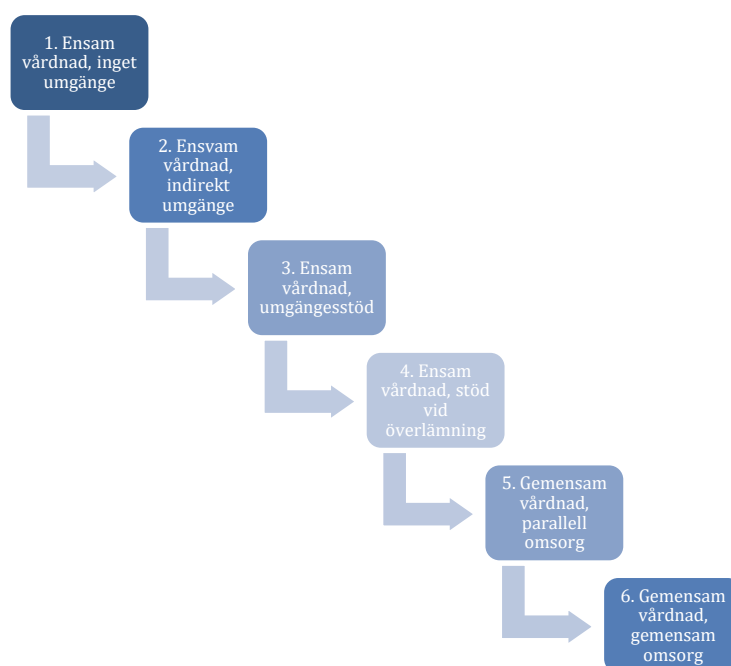 1. Ensam
vårdnad, inget
umgänge
2. Ensvam
vårdnad,
indirekt
umgänge
3. Ensam
vårdnad,
umgängesstöd
4. Ensam
vårdnad, stöd
vid
överlämning
5. Gemensam
vårdnad,
parallell
omsorg
6. Gemensam
vårdnad,
gemensam
omsorg